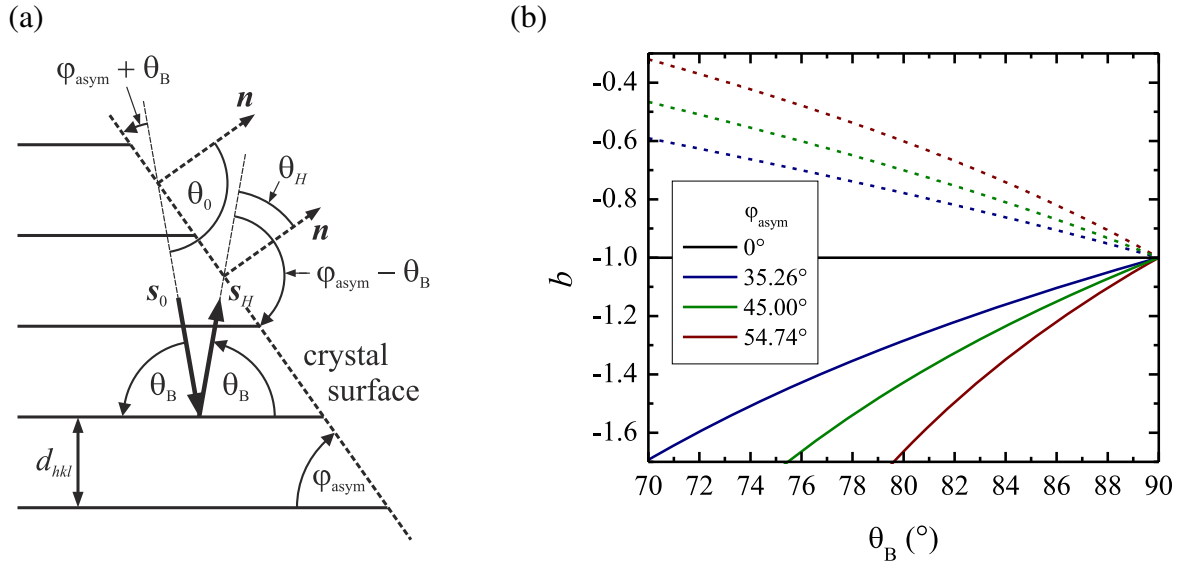 (a)
φasym + θB
n
θH
θ0
n
φasym − θB
s0
sH
crystal
surface
θB
θB
dhkl
φasym
(b)
-0.4
-0.6
-0.8
-1.0
-1.2
-1.4
-1.6
b
φasym
0°
35.26°
45.00°
54.74°
70 72 74 76 78 80 82 84 86 88 90
θB (°)